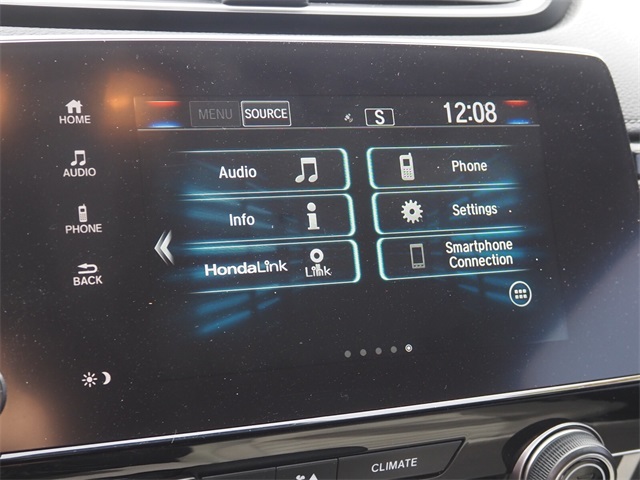 MENU SOURCE S 12:08
HOME
AUDIO
PHONE
BACK
Audio
Phone
Info
Settings
HondaLink Link
Smartphone
Connection
CLIMATE